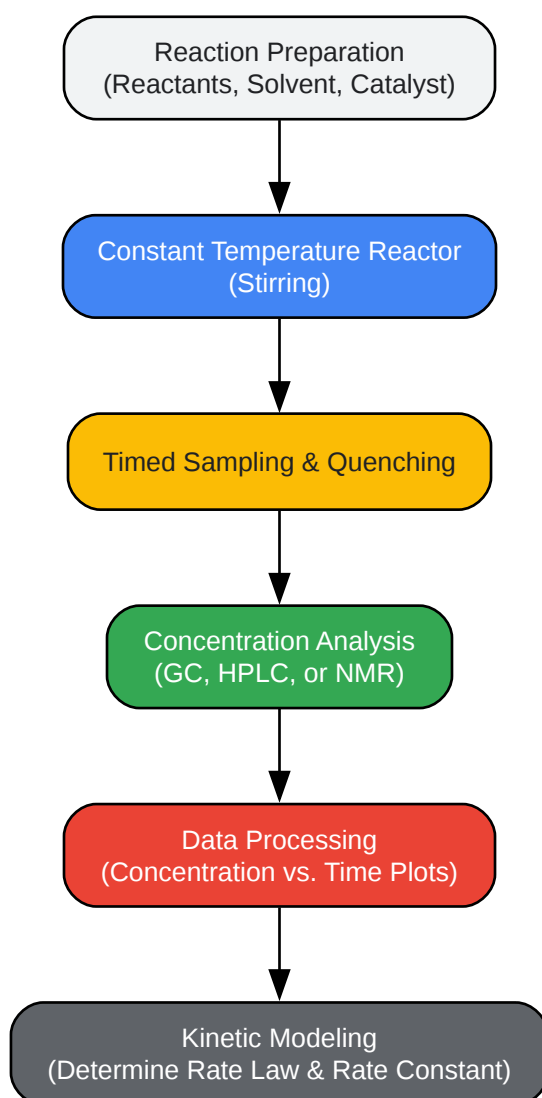 Reaction Preparation
(Reactants, Solvent, Catalyst)
Constant Temperature Reactor
(Stirring)
Timed Sampling & Quenching
Concentration Analysis
(GC, HPLC, or NMR)
Data Processing
(Concentration vs. Time Plots)
Kinetic Modeling
(Determine Rate Law & Rate Constant)